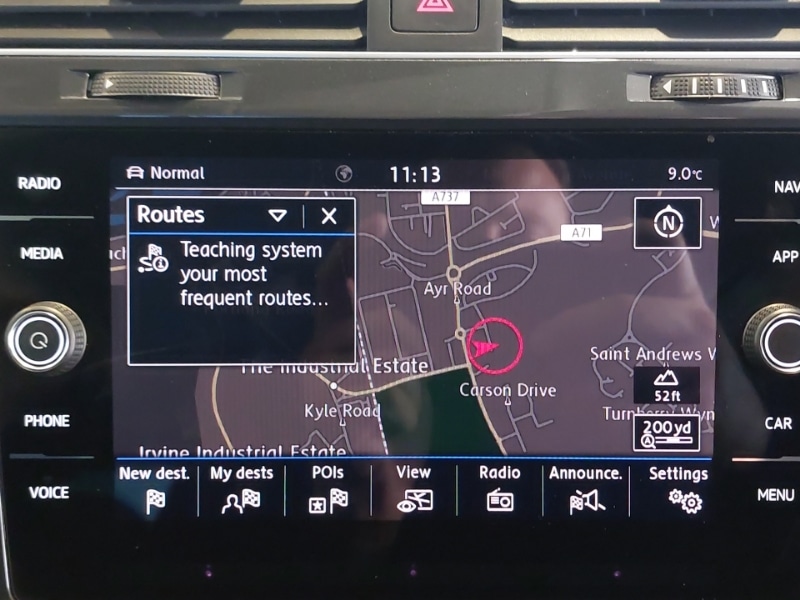 RADIO
MEDIA
PHONE
VOICE
NAV
APP
CAR
MENU
Normal
11:13
9.0°C
Routes
Teaching system
your most
frequent routes...
A737
A71
N
Ayr Road
The Industrial Estate
Saint Andrews W
Carson Drive
52ft
Kyle Road
Turnberry Wyn
200yd
Irvine Industrial Estate
New dest.
My dests
POIs
View
Radio
Announce.
Settings